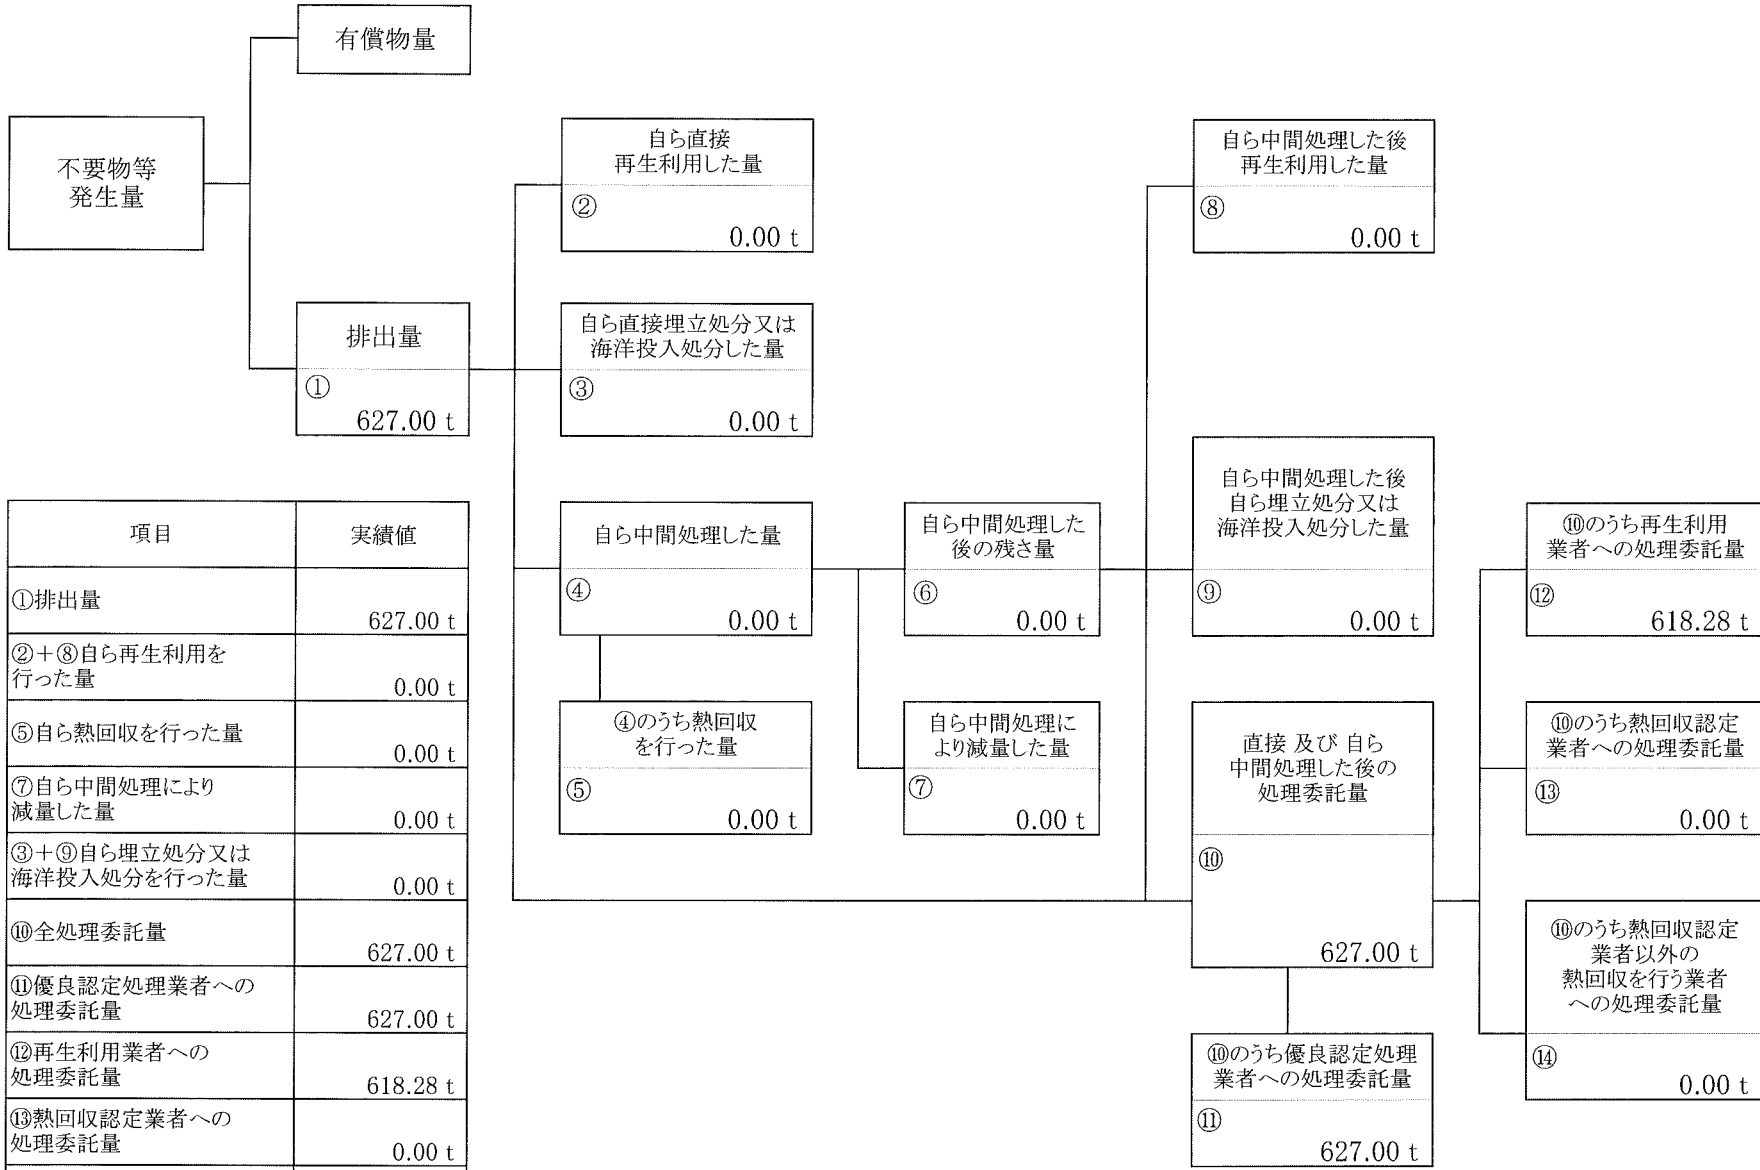 有償物量
不要物等
発生量
自ら直接
再生利用した量
②
0.00 t
自ら中間処理した後
再生利用した量
⑧
0.00 t
排出量
①
627.00 t
自ら直接埋立処分又は
海洋投入処分した量
③
0.00 t
自ら中間処理した量
④
0.00 t
自ら中間処理した
後の残さ量
⑥
0.00 t
自ら中間処理した後
自ら埋立処分又は
海洋投入処分した量
⑨
0.00 t
⑩のうち再生利用
業者への処理委託量
⑫
618.28 t
④のうち熱回収
を行った量
⑤
0.00 t
自ら中間処理に
より減量した量
⑦
0.00 t
直接 及び 自ら
中間処理した後の
処理委託量
⑩
627.00 t
⑩のうち熱回収認定
業者への処理委託量
⑬
0.00 t
⑩のうち熱回収認定
業者以外の
熱回収を行う業者
への処理委託量
⑭
0.00 t
⑩のうち優良認定処理
業者への処理委託量
⑪
627.00 t
項目 実績値
①排出量
627.00 t
②＋⑧自ら再生利用を
行った量
0.00 t
⑤自ら熱回収を行った量
0.00 t
⑦自ら中間処理により
減量した量
0.00 t
③＋⑨自ら埋立処分又は
海洋投入処分を行った量
0.00 t
⑩全処理委託量
627.00 t
⑪優良認定処理業者への
処理委託量
627.00 t
⑫再生利用業者への
処理委託量
618.28 t
⑬熱回収認定業者への
処理委託量
0.00 t